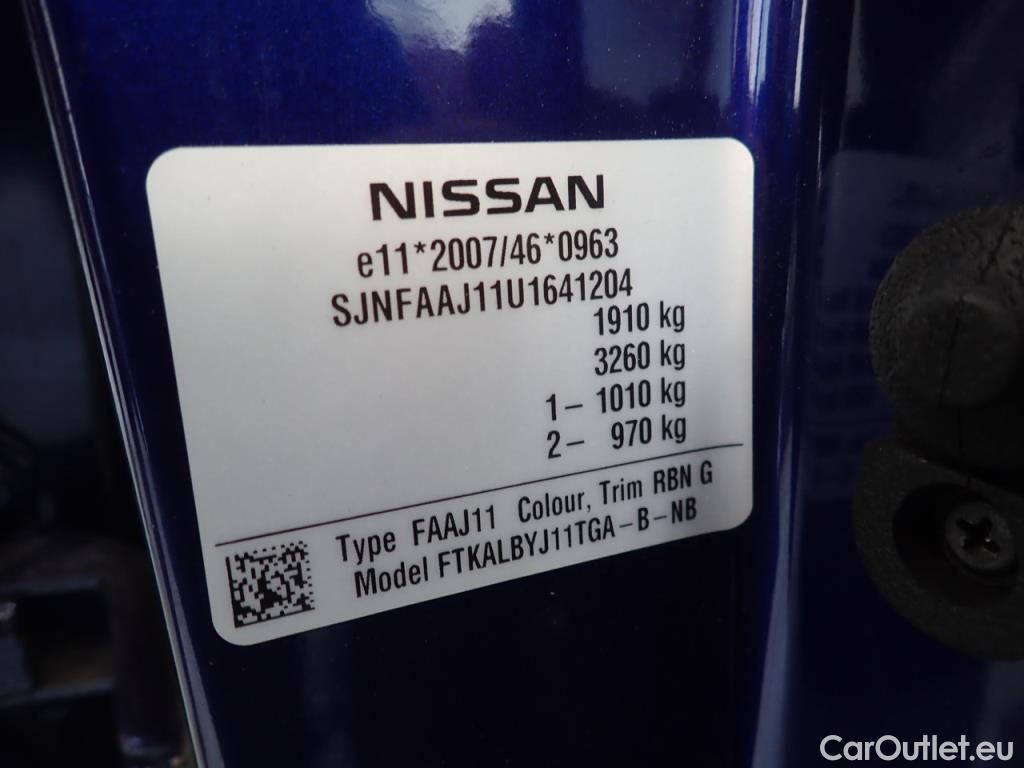 NISSAN
e11*2007/46*0963
SJNFAAJ11U1641204
1910 kg
3260 kg
1– 1010 kg
2– 970 kg
Type FAAJ11 Colour, Trim RBN G
Model FTKALBYJ11TGA–B–NB
CarOutlet.eu